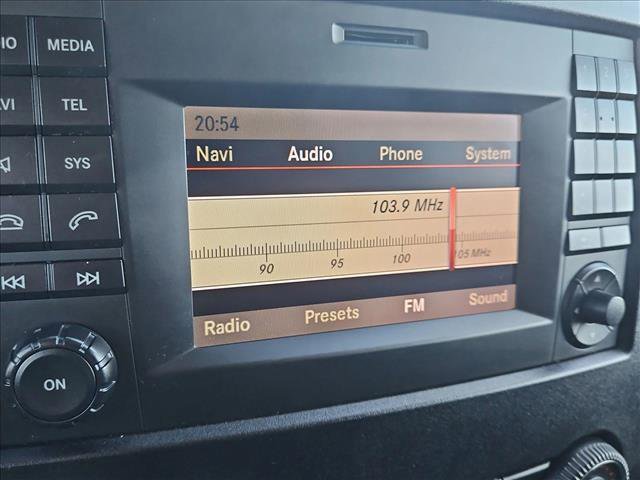 MEDIA
TEL
SYS
ON
20:54
Navi Audio Phone System
103.9 MHz
90 95 100 105 MHz
Radio Presets FM Sound